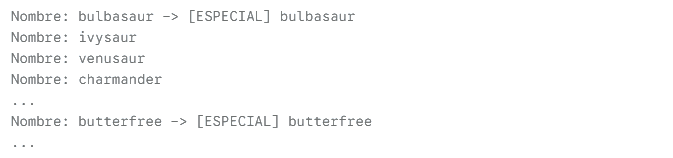 Nombre: bulbasaur -> [ESPECIAL] bulbasaur
Nombre: ivysaur
Nombre: venusaur
Nombre: charmander
...
Nombre: butterfree -> [ESPECIAL] butterfree
...